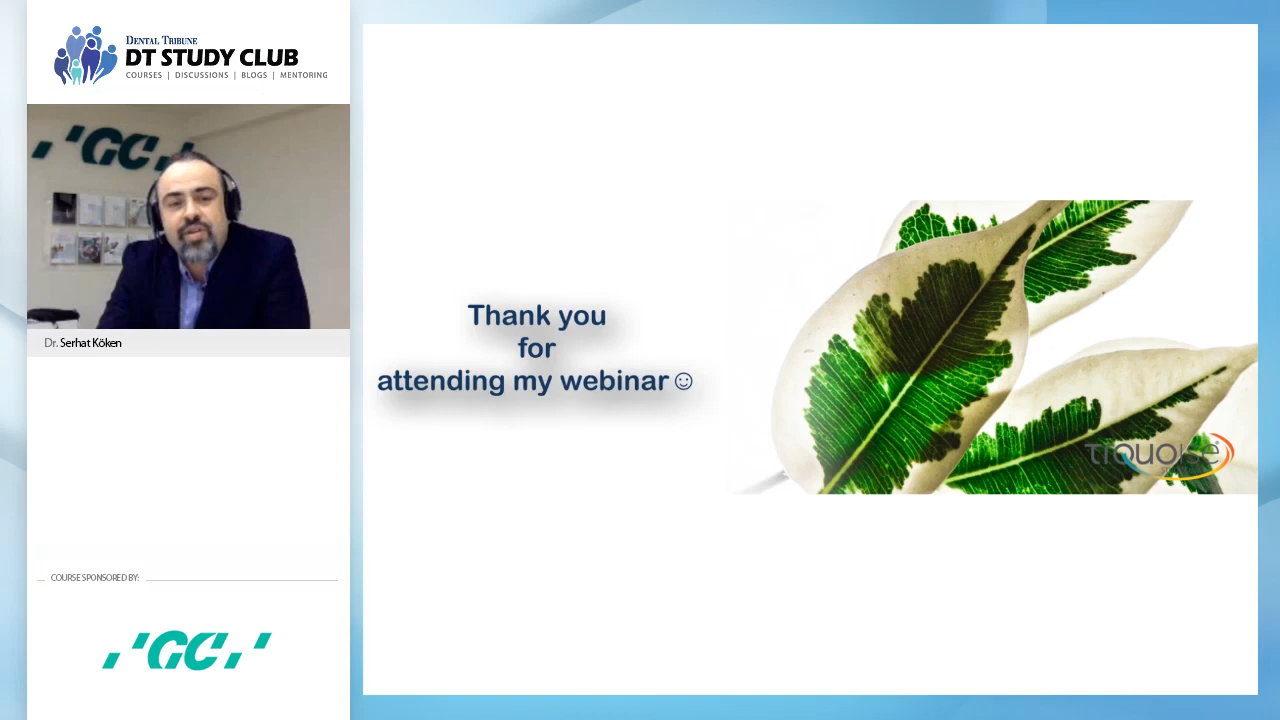 DENTAL TRIBUNE
DT STUDY CLUB
COURSES | DISCUSSIONS | BLOGS | MENTORING
GC
Dr. Serhat Köken
Thank you
for
attending my webinar☺
COURSE SPONSORED BY:
GC